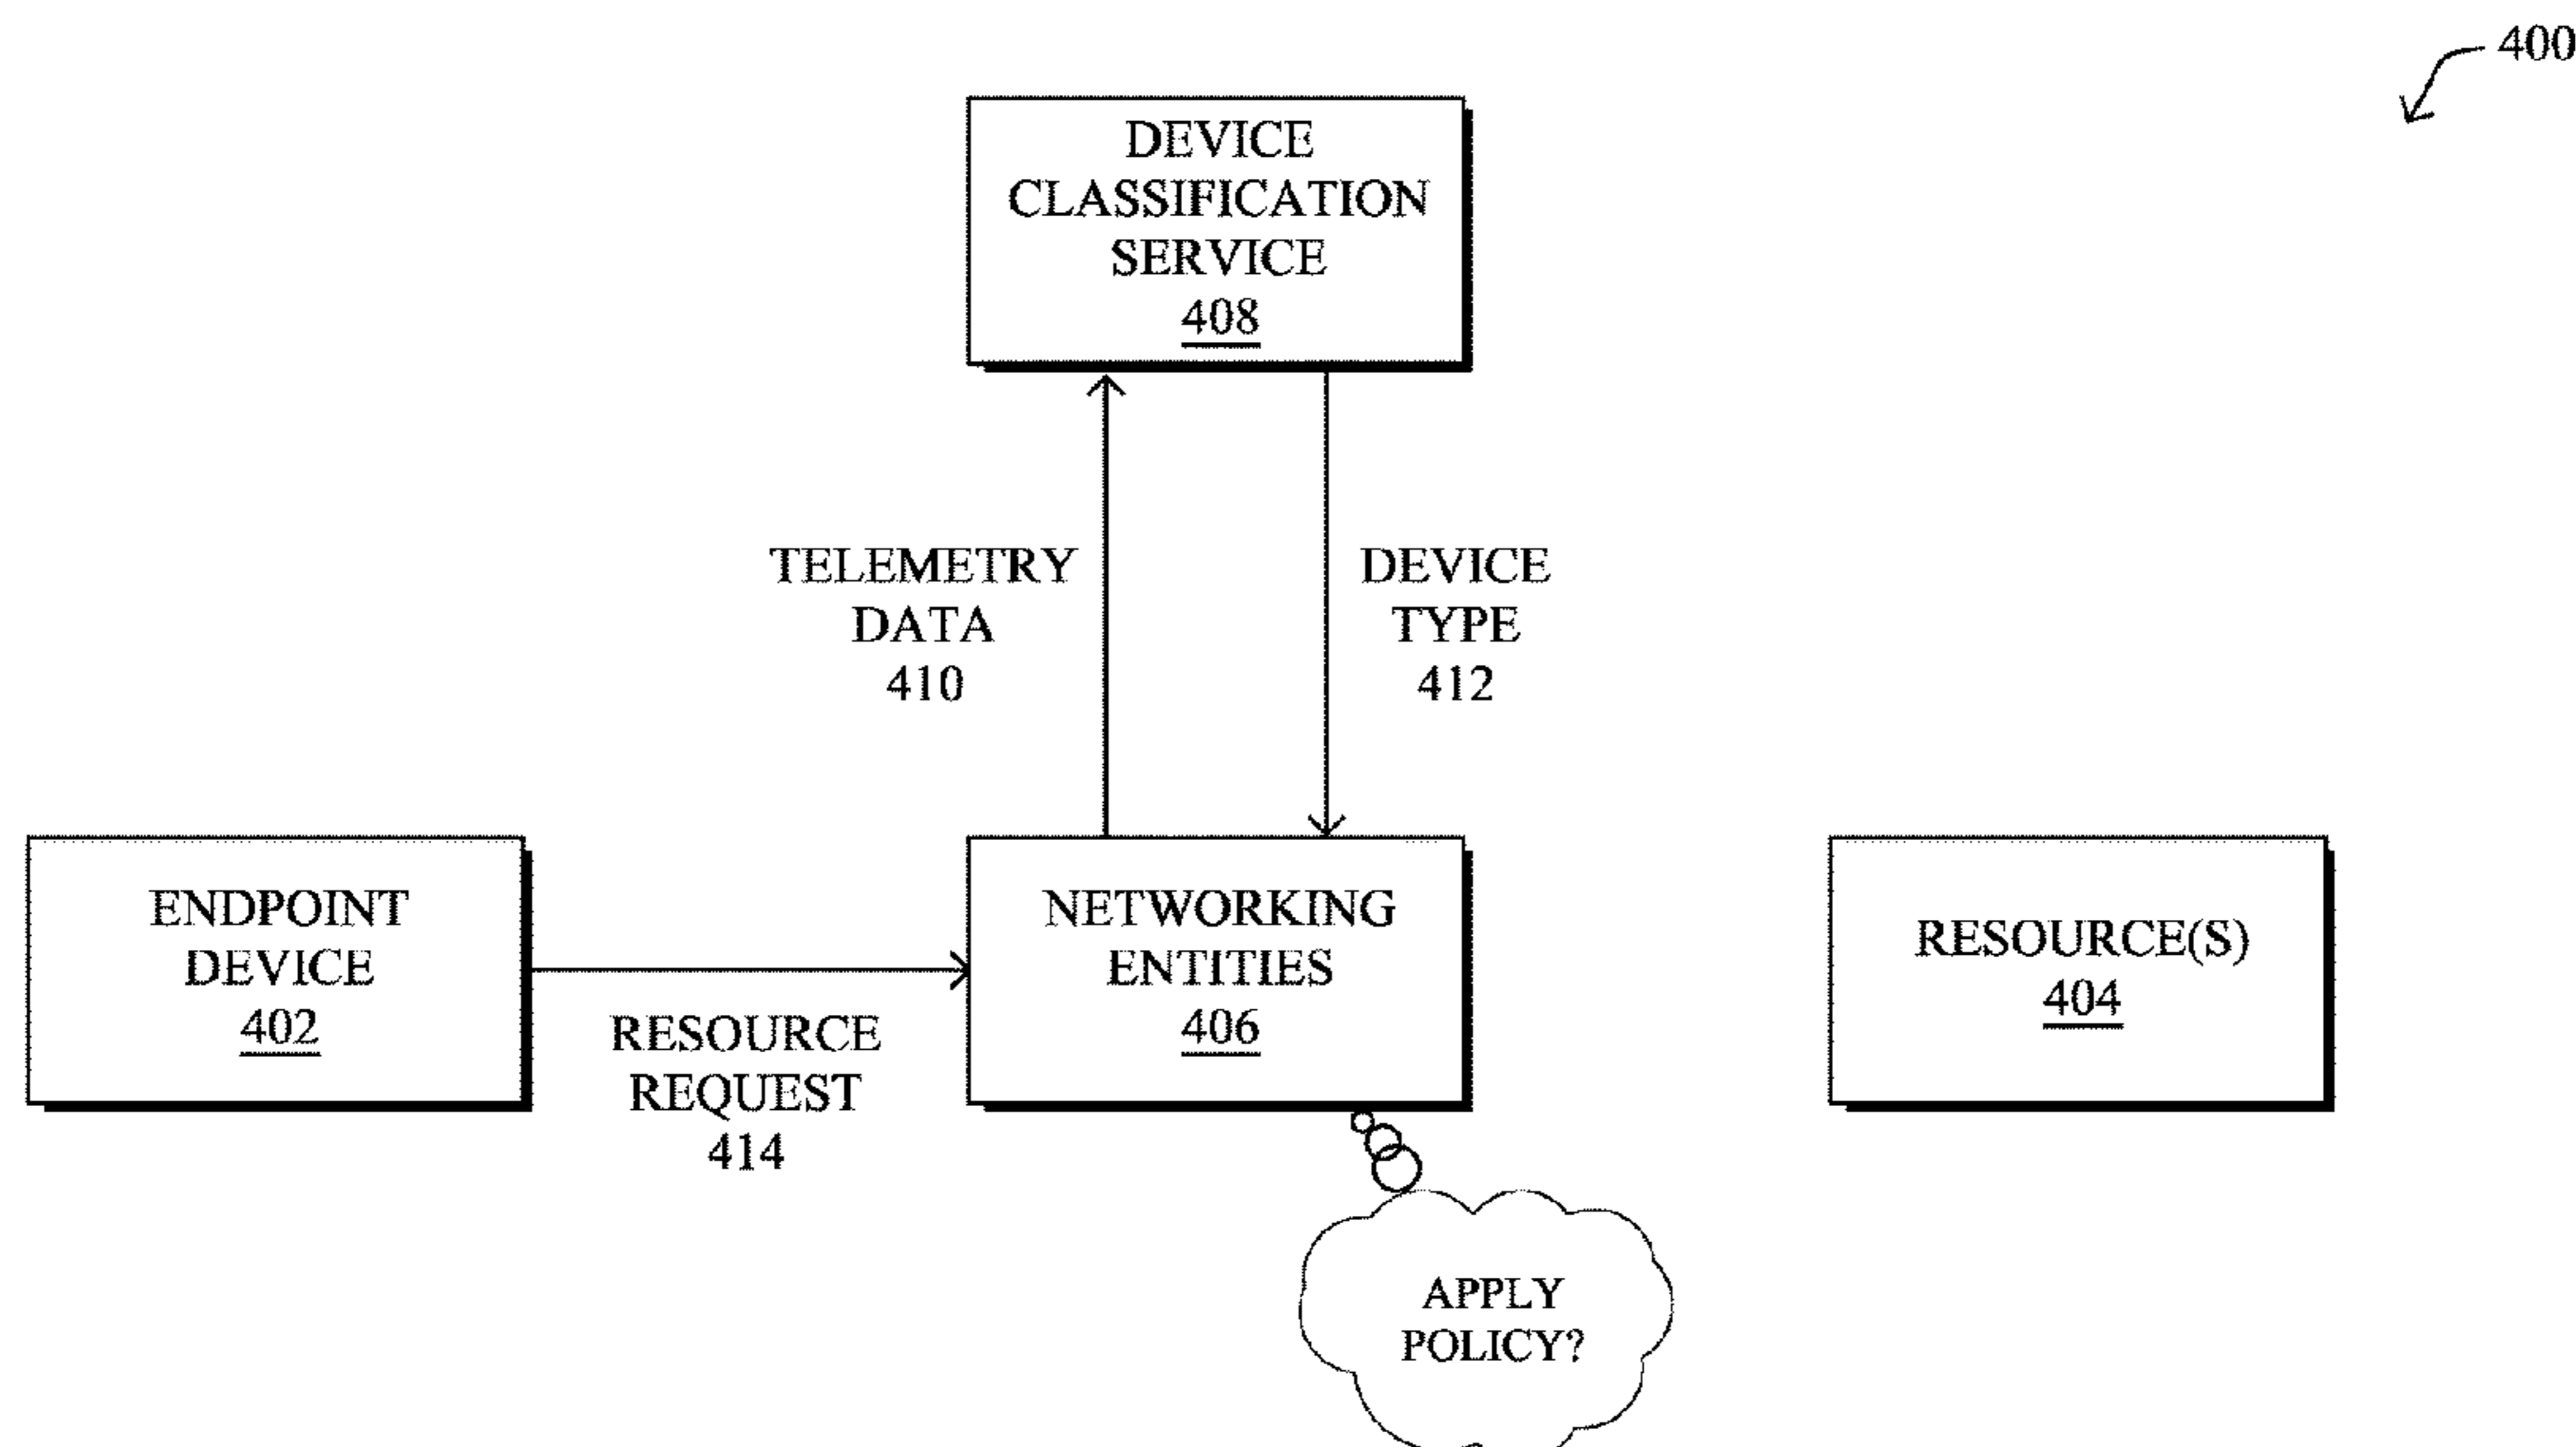 400
DEVICE
CLASSIFICATION
SERVICE
408
TELEMETRY
DATA
410
DEVICE
TYPE
412
ENDPOINT
DEVICE
402
RESOURCE
REQUEST
414
NETWORKING
ENTITIES
406
RESOURCE(S)
404
APPLY
POLICY?